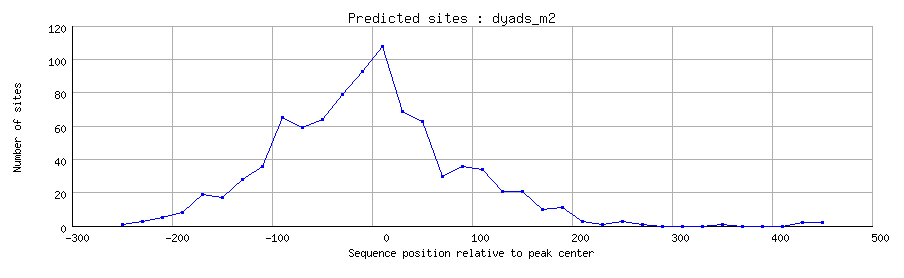 Predicted sites : dyads_m2
120
100
80
60
40
20
0
Number of sites
-300 -200 -100 0 100 200 300 400 500
Sequence position relative to peak center